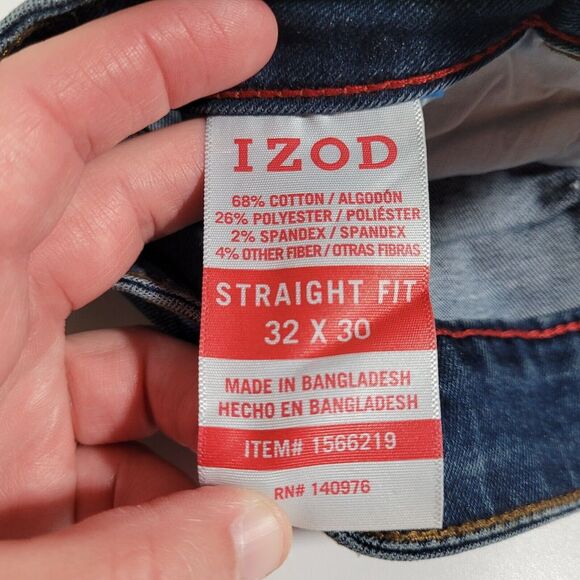 IZOD
68% COTTON / ALGODÓN
26% POLYESTER / POLIÉSTER
2% SPANDEX / SPANDEX
4% OTHER FIBER / OTRAS FIBRAS
STRAIGHT FIT
32 X 30
MADE IN BANGLADESH
HECHO EN BANGLADESH
ITEM# 1566219
RN# 140976